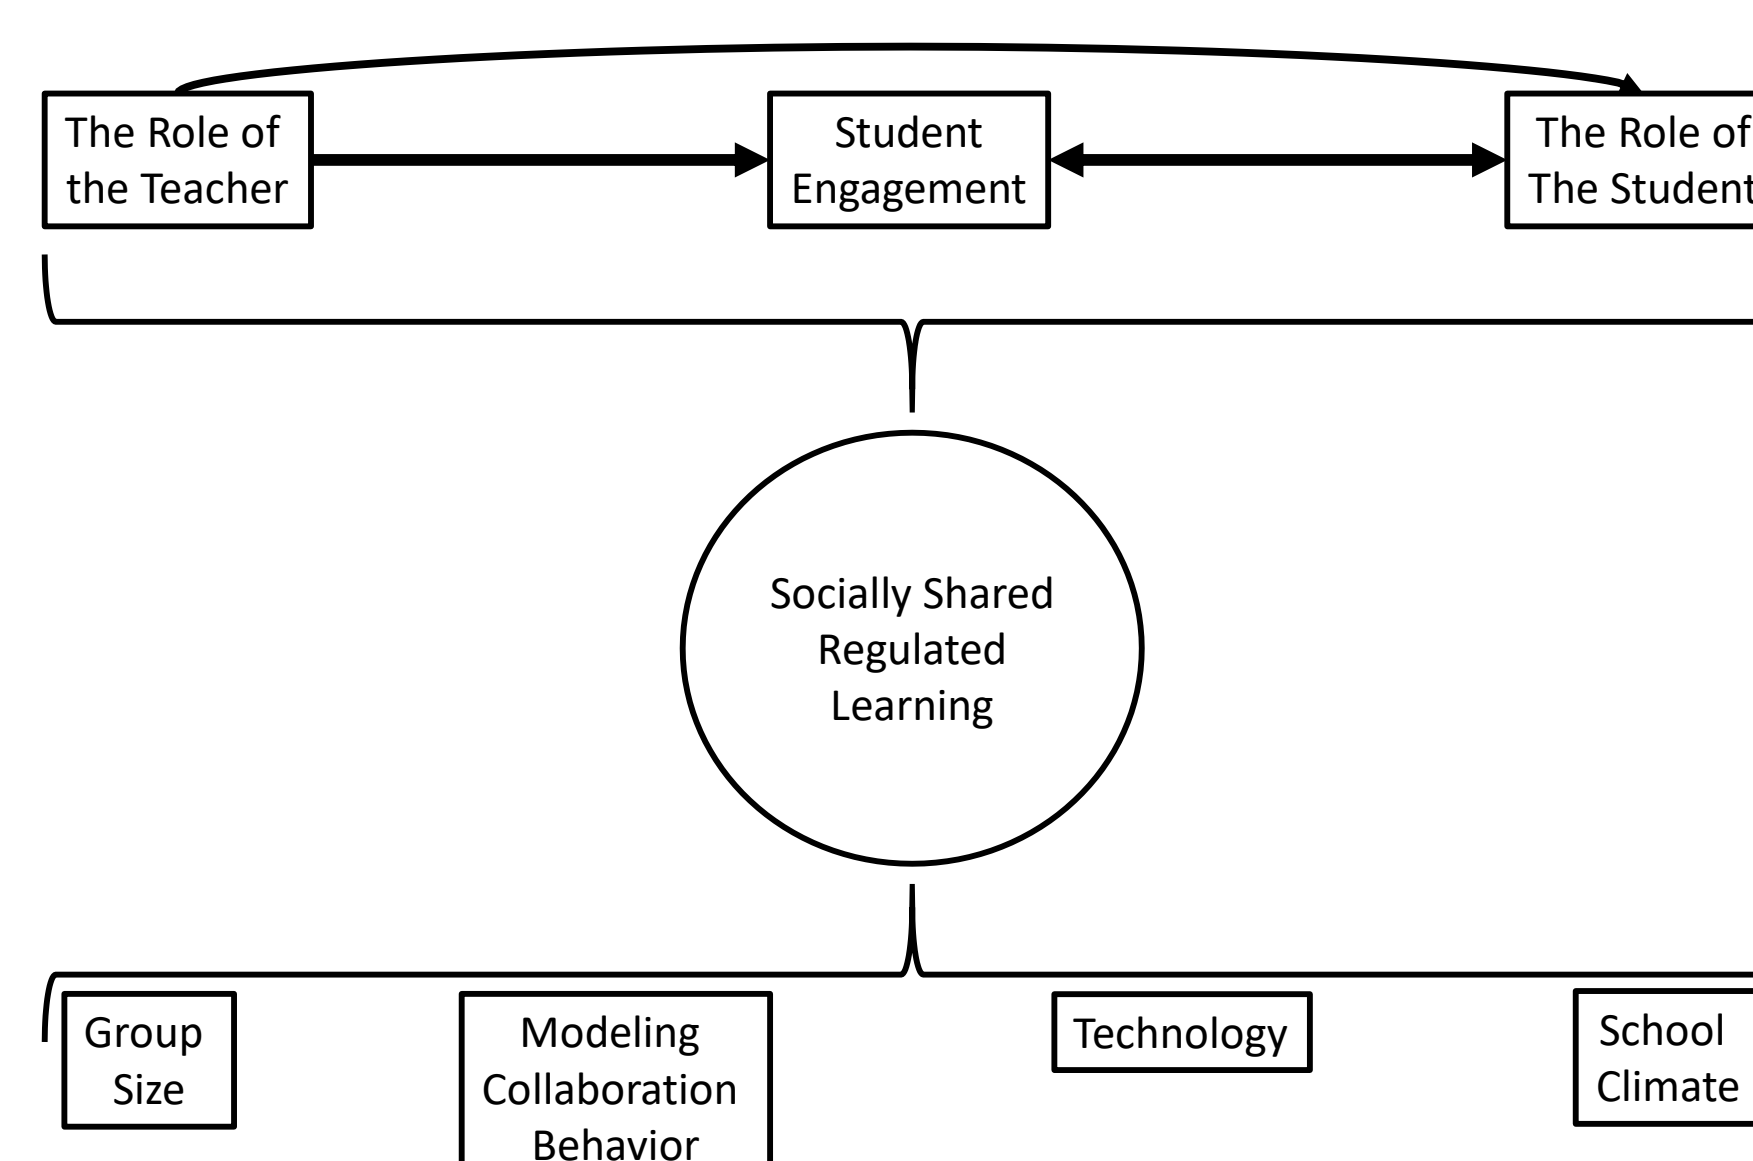 The Role of
the Teacher
Student
Engagement
The Role of
The Student
Socially Shared
Regulated
Learning
Group
Size
Modeling
Collaboration
Behavior
Technology
School
Climate